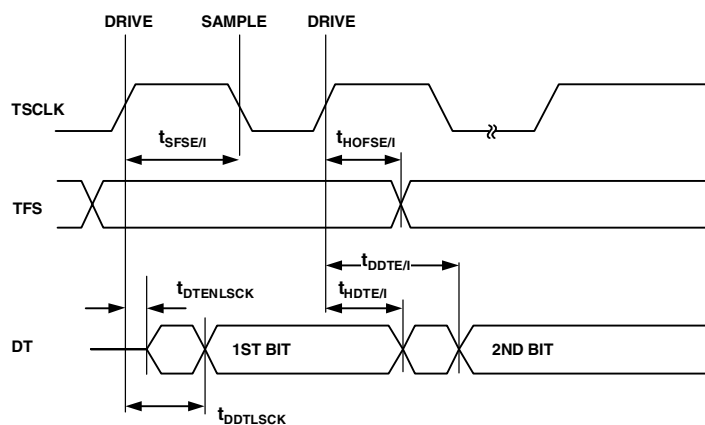 DRIVE SAMPLE DRIVE
TSCLK
tSFSE/I
tHOFSE/I
TFS
tDDTE/I
tDTENLSCK
tHDTE/I
DT
1ST BIT
2ND BIT
tDDTLSCK